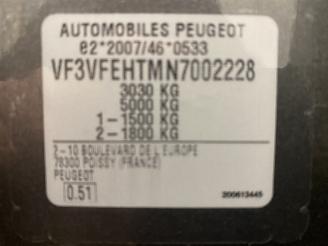 AUTOMOBILES PEUGEOT
e2*2007/46*0533
VF3VFEHTMN7002228
3030 KG
5000 KG
1-1500 KG
2-1800 KG
2-10 BOULEVARD DE L'EUROPE
78300 POISSY (FRANCE)
PEUGEOT
0.51
200613445